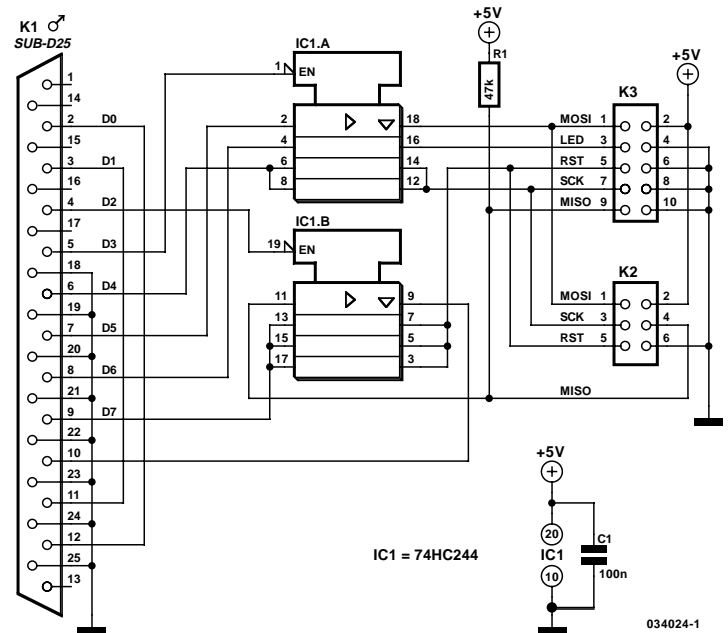 K1 ♂
SUB-D25
1
14
2 D0
15
3 D1
16
4 D2
17
5 D3
18
6 D4
19
7 D5
20
8 D6
21
9 D7
22
10
23
11
24
12
25
13
IC1.A
1 EN
2 18
4 16
6 14
8 12
IC1.B
19 EN
11 9
13 7
15 5
17 3
+5V
R1
47k
+5V
K3
MOSI 1 2
LED 3 4
RST 5 6
SCK 7 8
MISO 9 10
K2
MOSI 1 2
SCK 3 4
RST 5 6
MISO
+5V
20
IC1
10
C1
100n
IC1 = 74HC244
034024-1